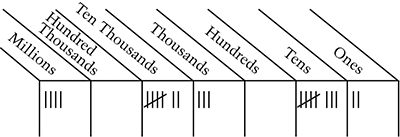 Millions
Hundred
Thousands
Ten Thousands
Thousands
Hundreds
Tens
Ones